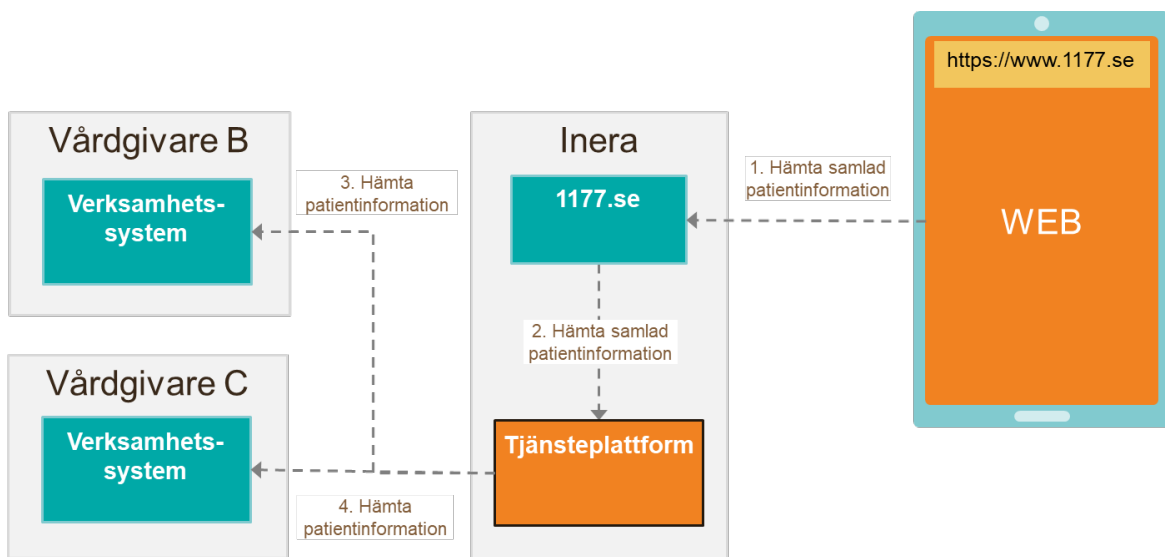 https://www.1177.se
WEB
1. Hämta samlad
patientinformation
Inera
1177.se
2. Hämta samlad
patientinformation
Tjänsteplattform
Vårdgivare B
Verksamhets-
system
3. Hämta
patientinformation
Vårdgivare C
Verksamhets-
system
4. Hämta
patientinformation